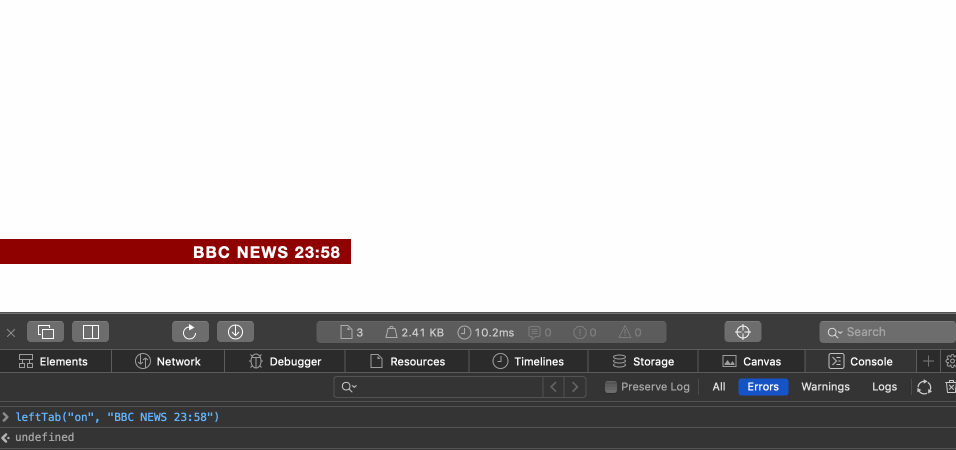 BBC NEWS 23:58
3 2.41 KB 10.2ms 0 0 0 Search
Elements Network Debugger Resources Timelines Storage Canvas Console
Preserve Log All Errors Warnings Logs
leftTab("on", "BBC NEWS 23:58")
undefined